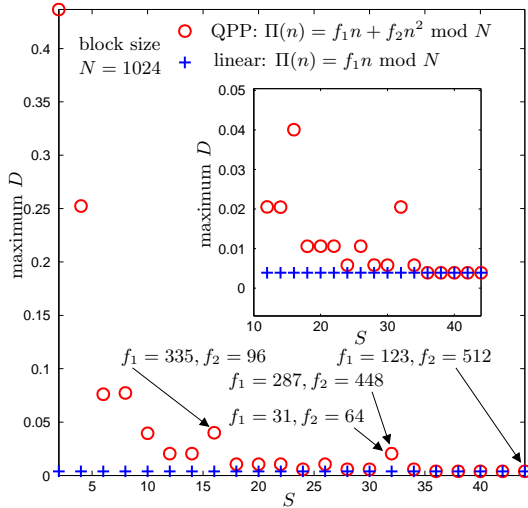 QPP: Π(n) = f₁n + f₂n² mod N
block size
N = 1024
linear: Π(n) = f₁n mod N
0.4
0.35
0.3
0.25
0.2
0.15
0.1
0.05
0
maximum D
5
10
15
20
25
30
35
40
S
0.05
0.04
0.03
0.02
0.01
0
maximum D
10
20
30
40
S
f₁ = 335, f₂ = 96
f₁ = 123, f₂ = 512
f₁ = 287, f₂ = 448
f₁ = 31, f₂ = 64